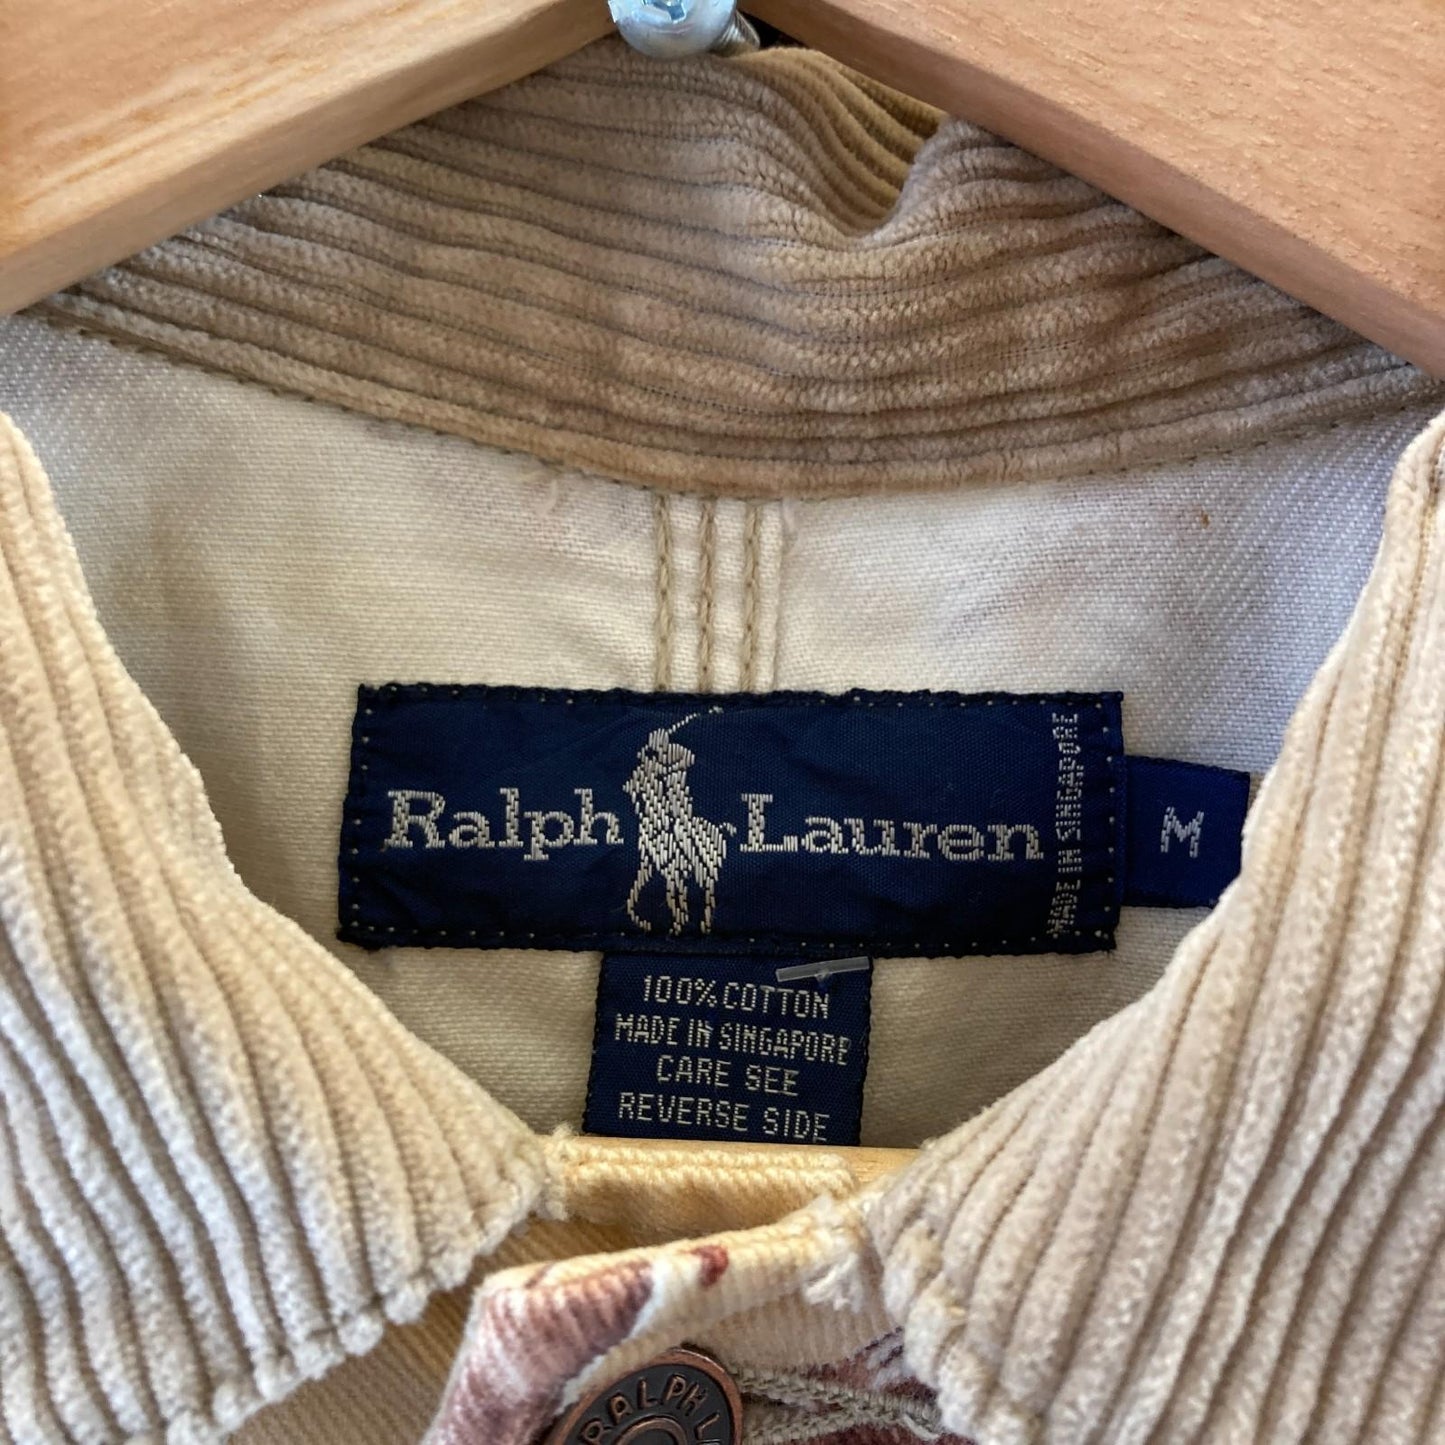 Ralph Lauren
MADE IN SINGAPORE
M
100% COTTON
MADE IN SINGAPORE
CARE SEE
REVERSE SIDE
RALPH L